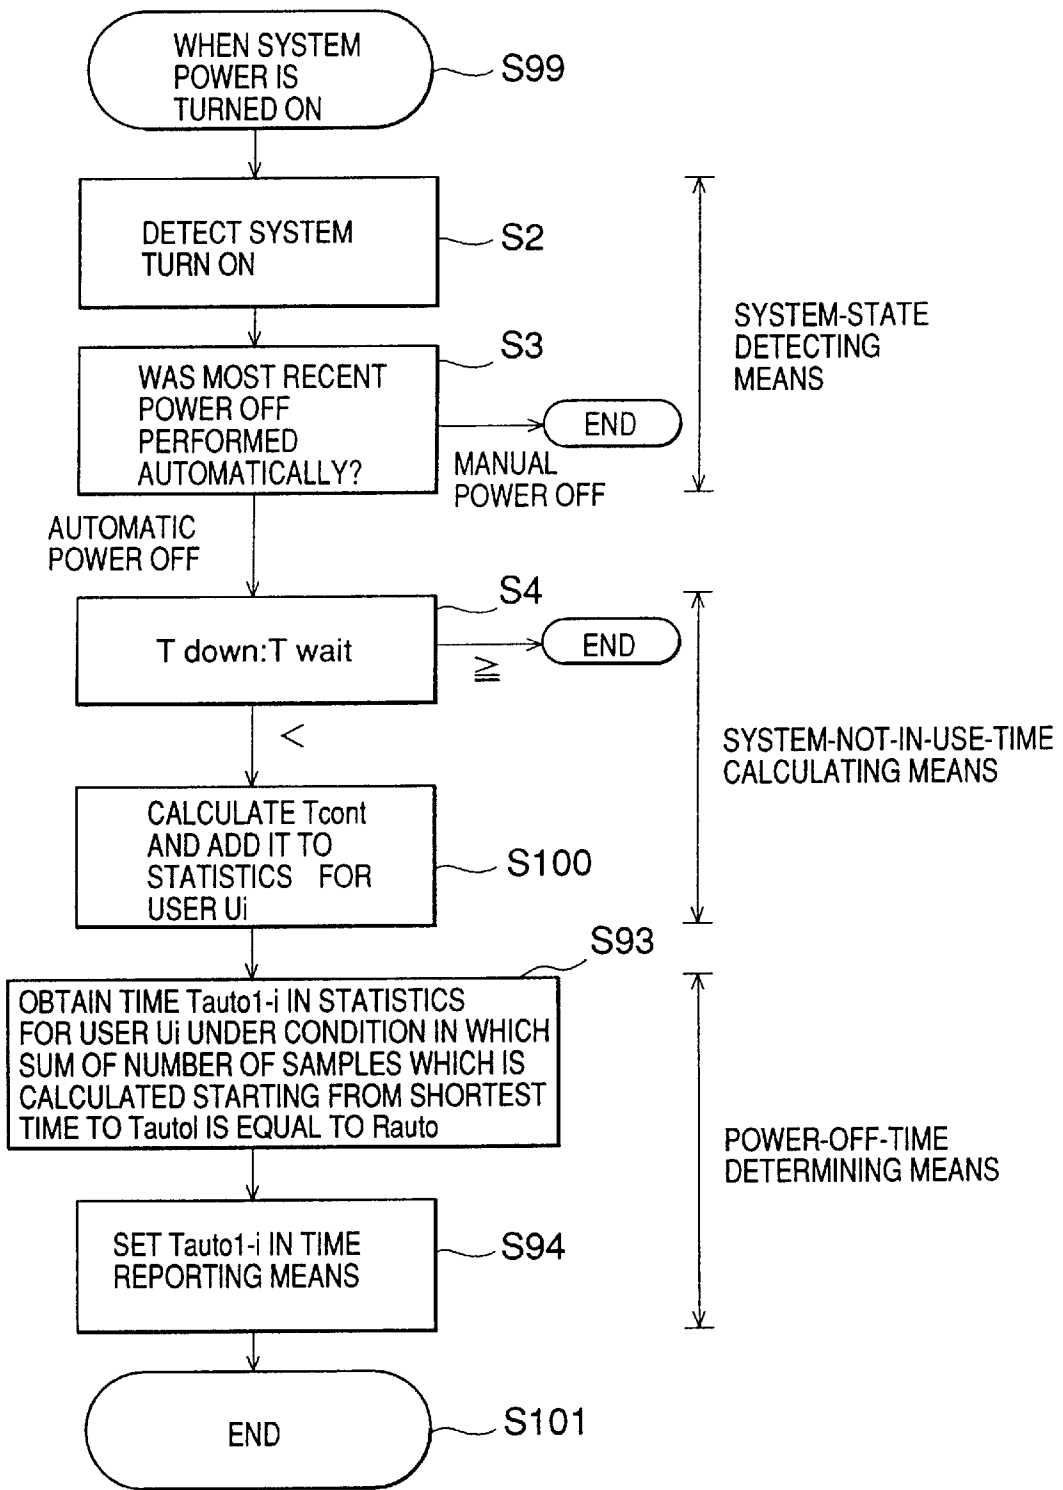 WHEN SYSTEM
POWER IS
TURNED ON
S99
DETECT SYSTEM
TURN ON
S2
S3
WAS MOST RECENT
POWER OFF
PERFORMED
AUTOMATICALLY?
END
MANUAL
POWER OFF
SYSTEM-STATE
DETECTING
MEANS
AUTOMATIC
POWER OFF
S4
T down:T wait
≧
END
<
SYSTEM-NOT-IN-USE-TIME
CALCULATING MEANS
CALCULATE Tcont
AND ADD IT TO
STATISTICS FOR
USER Ui
S100
S93
OBTAIN TIME Tauto1-i IN STATISTICS
FOR USER Ui UNDER CONDITION IN WHICH
SUM OF NUMBER OF SAMPLES WHICH IS
CALCULATED STARTING FROM SHORTEST
TIME TO TautoI IS EQUAL TO Rauto
POWER-OFF-TIME
DETERMINING MEANS
SET Tauto1-i IN TIME
REPORTING MEANS
S94
END
S101